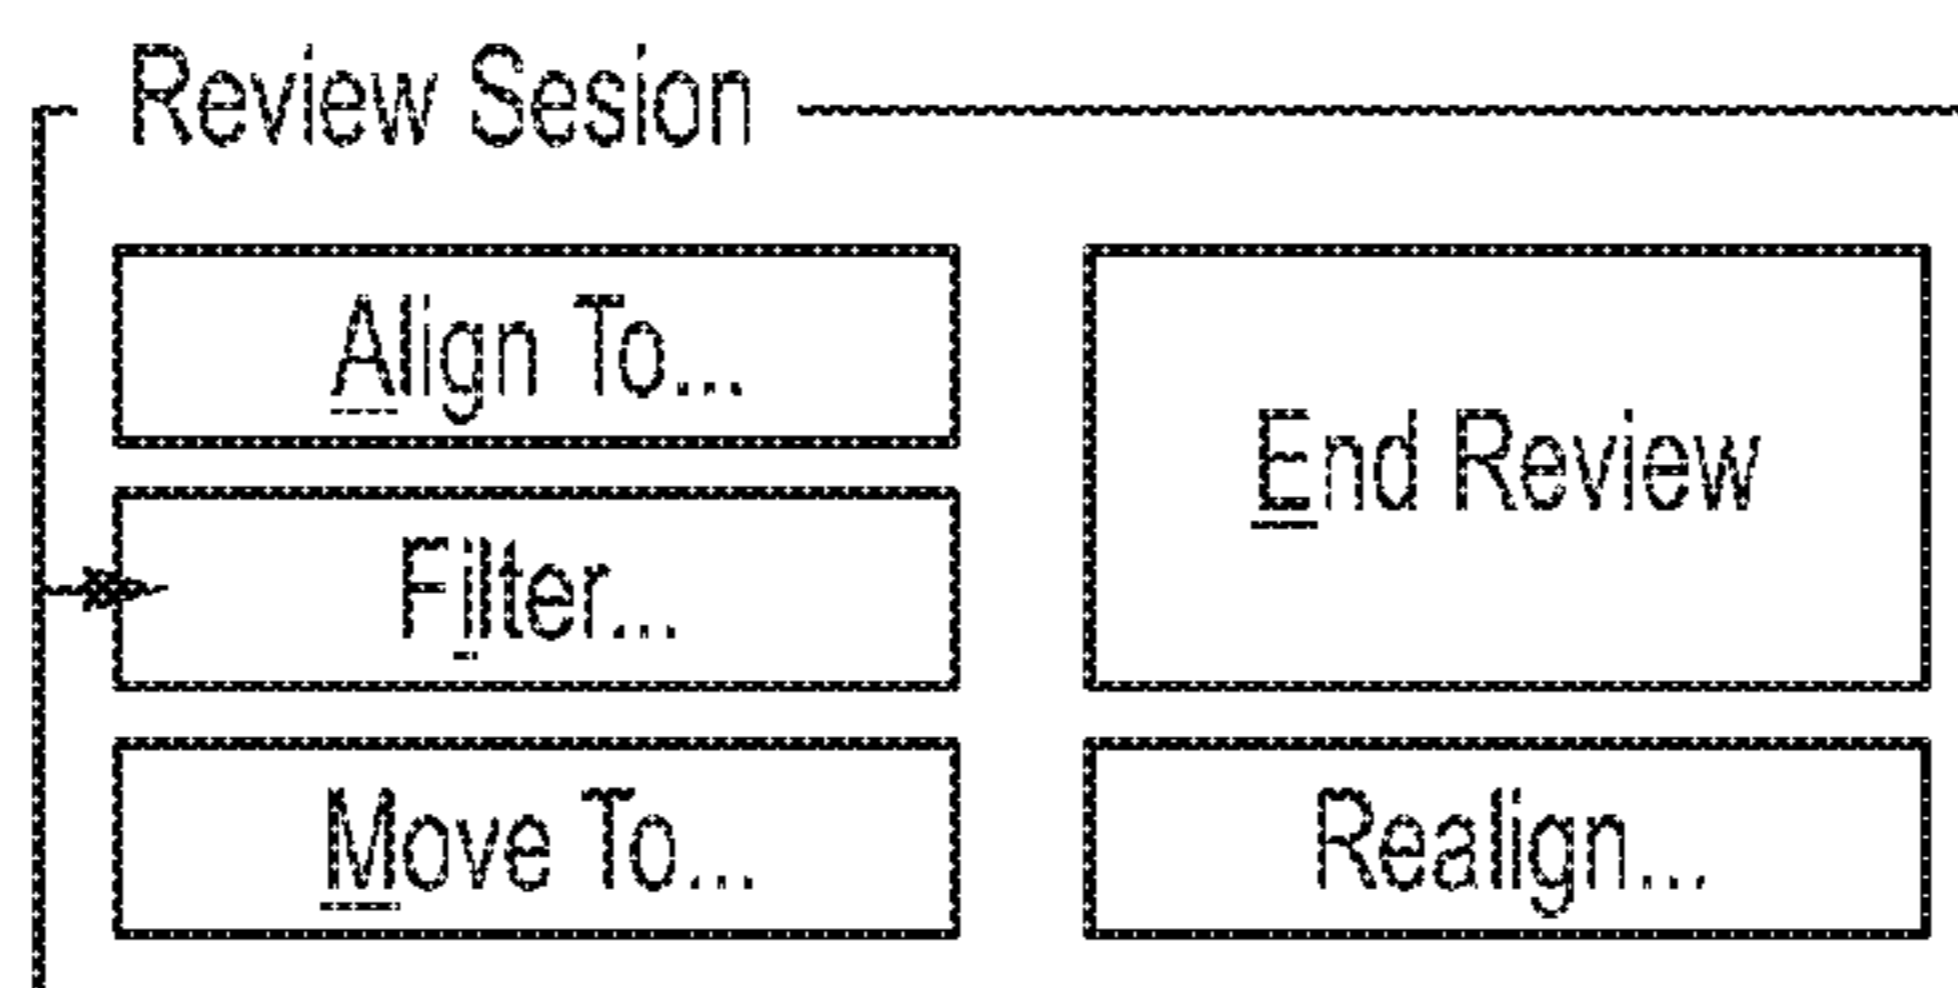 Review Sesion
Align To...
End Review
Filter...
Move To...
Realign...